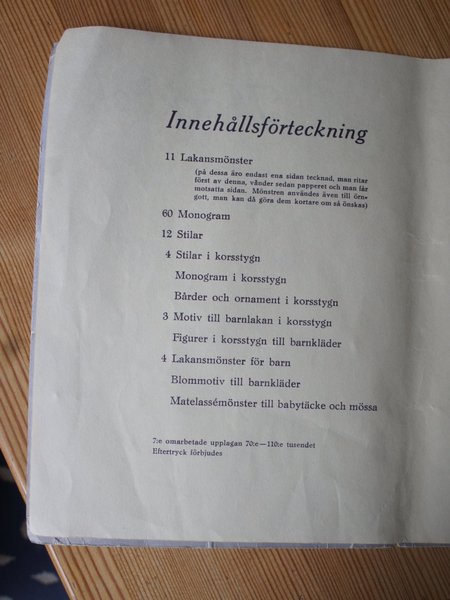 Innehållsförteckning
11 Lakansmönster
(på dessa äro endast ena sidan tecknad, man ritar
först av denna, vänder sedan papperet och man får
motsatta sidan. Mönstren användes även till örn-
gott, man kan då göra dem kortare om så önskas)
60 Monogram
12 Stilar
4 Stilar i korsstygn
Monogram i korsstygn
Bårder och ornament i korsstygn
3 Motiv till barnlakan i korsstygn
Figurer i korsstygn till barnkläder
4 Lakansmönster för barn
Blommotiv till barnkläder
Matelassémönster till babytäcke och mössa
7:e omarbetade upplagan 70:e—110:e tusendet
Eftertryck förbjudes